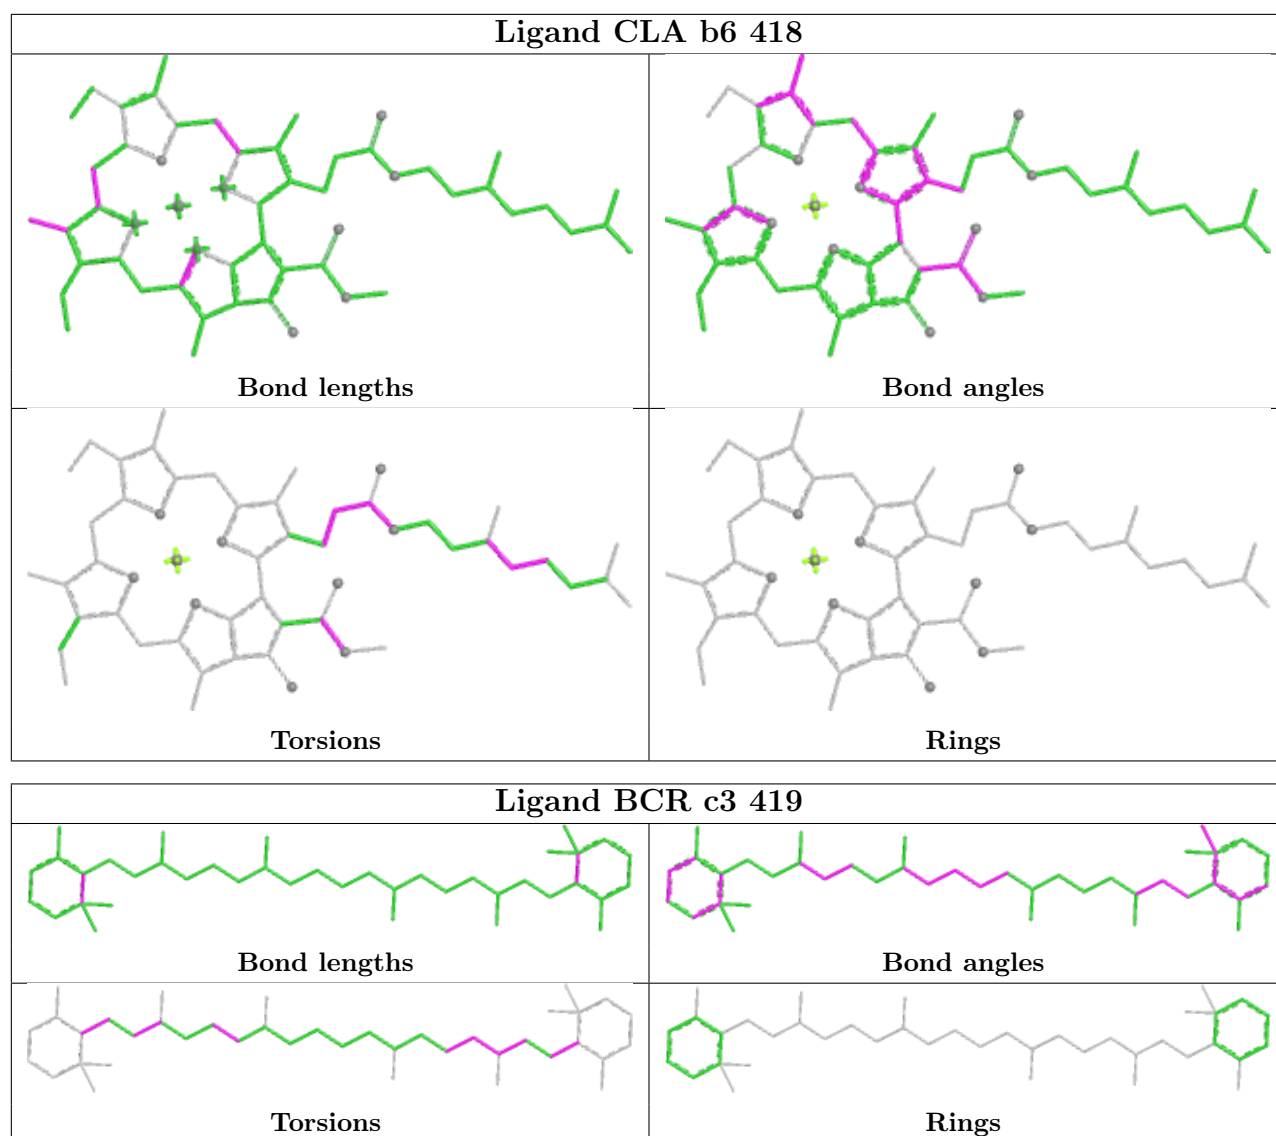 Ligand CLA b6 418
Bond lengths
Bond angles
Torsions
Rings
Ligand BCR c3 419
Bond lengths
Bond angles
Torsions
Rings